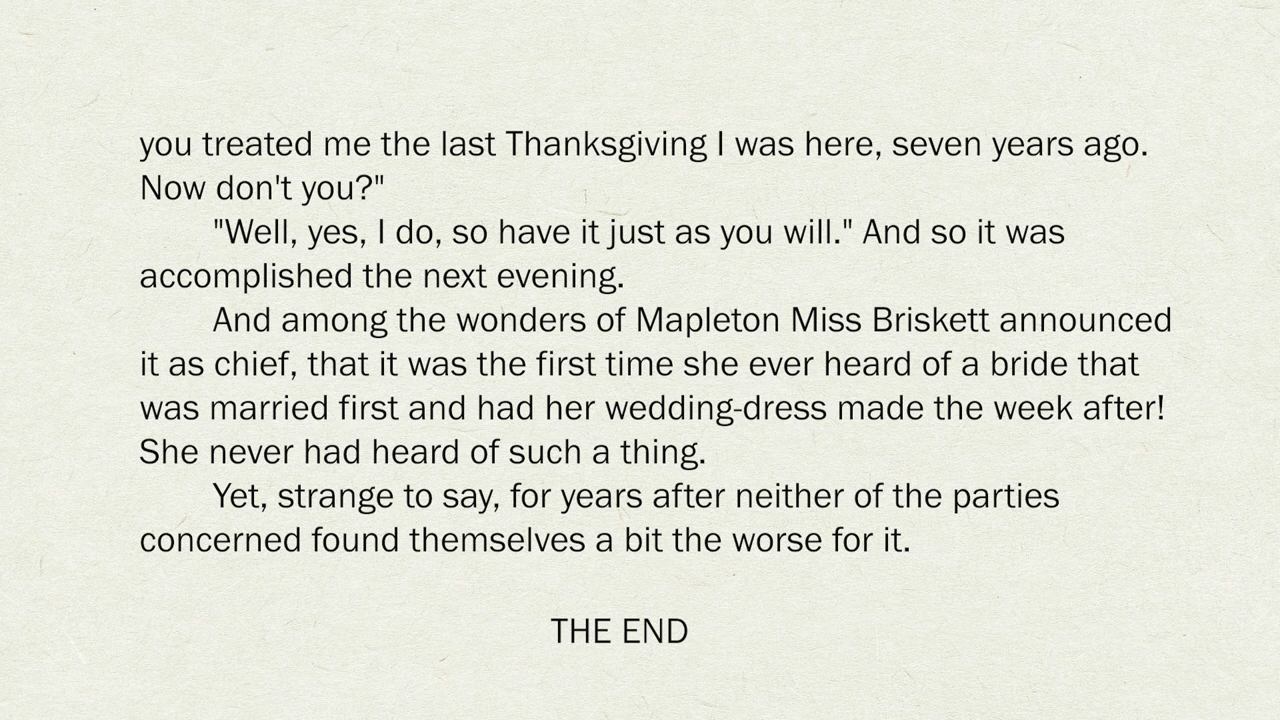 you treated me the last Thanksgiving I was here, seven years ago.
Now don't you?"
"Well, yes, I do, so have it just as you will." And so it was
accomplished the next evening.
And among the wonders of Mapleton Miss Briskett announced
it as chief, that it was the first time she ever heard of a bride that
was married first and had her wedding-dress made the week after!
She never had heard of such a thing.
Yet, strange to say, for years after neither of the parties
concerned found themselves a bit the worse for it.
THE END